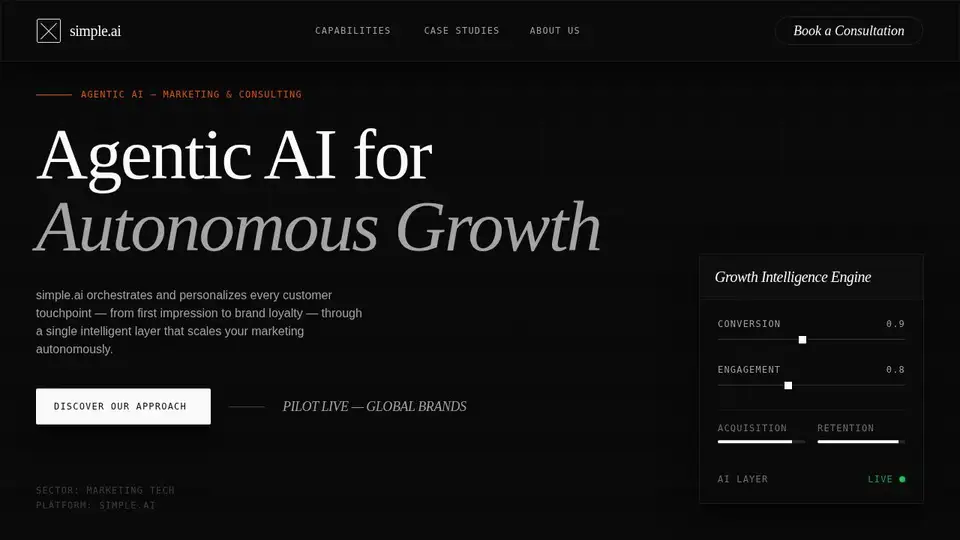 simple.ai
CAPABILITIES
CASE STUDIES
ABOUT US
Book a Consultation
AGENTIC AI — MARKETING & CONSULTING
Agentic AI for
Autonomous Growth
simple.ai orchestrates and personalizes every customer
touchpoint — from first impression to brand loyalty — through
a single intelligent layer that scales your marketing
autonomously.
DISCOVER OUR APPROACH
PILOT LIVE — GLOBAL BRANDS
SECTOR: MARKETING TECH
PLATFORM: SIMPLE.AI
Growth Intelligence Engine
CONVERSION 0.9
ENGAGEMENT 0.8
ACQUISITION RETENTION
AI LAYER LIVE